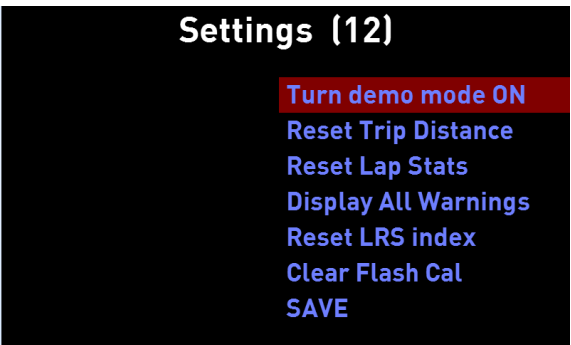 Settings (12)
Turn demo mode ON
Reset Trip Distance
Reset Lap Stats
Display All Warnings
Reset LRS index
Clear Flash Cal
SAVE